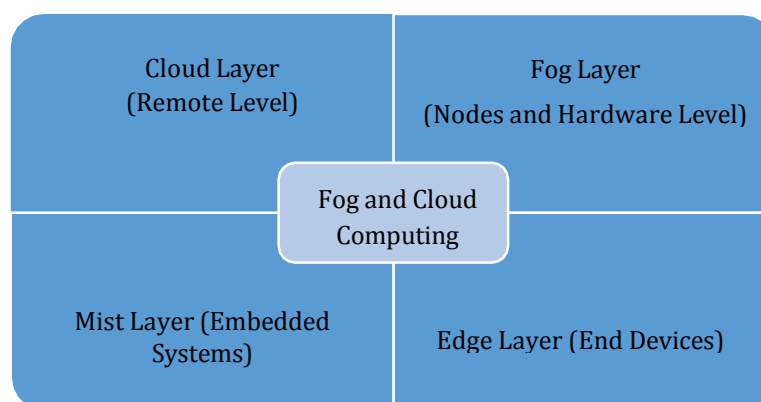 Cloud Layer
(Remote Level)
Fog Layer
(Nodes and Hardware Level)
Fog and Cloud
Computing
Mist Layer (Embedded
Systems)
Edge Layer (End Devices)